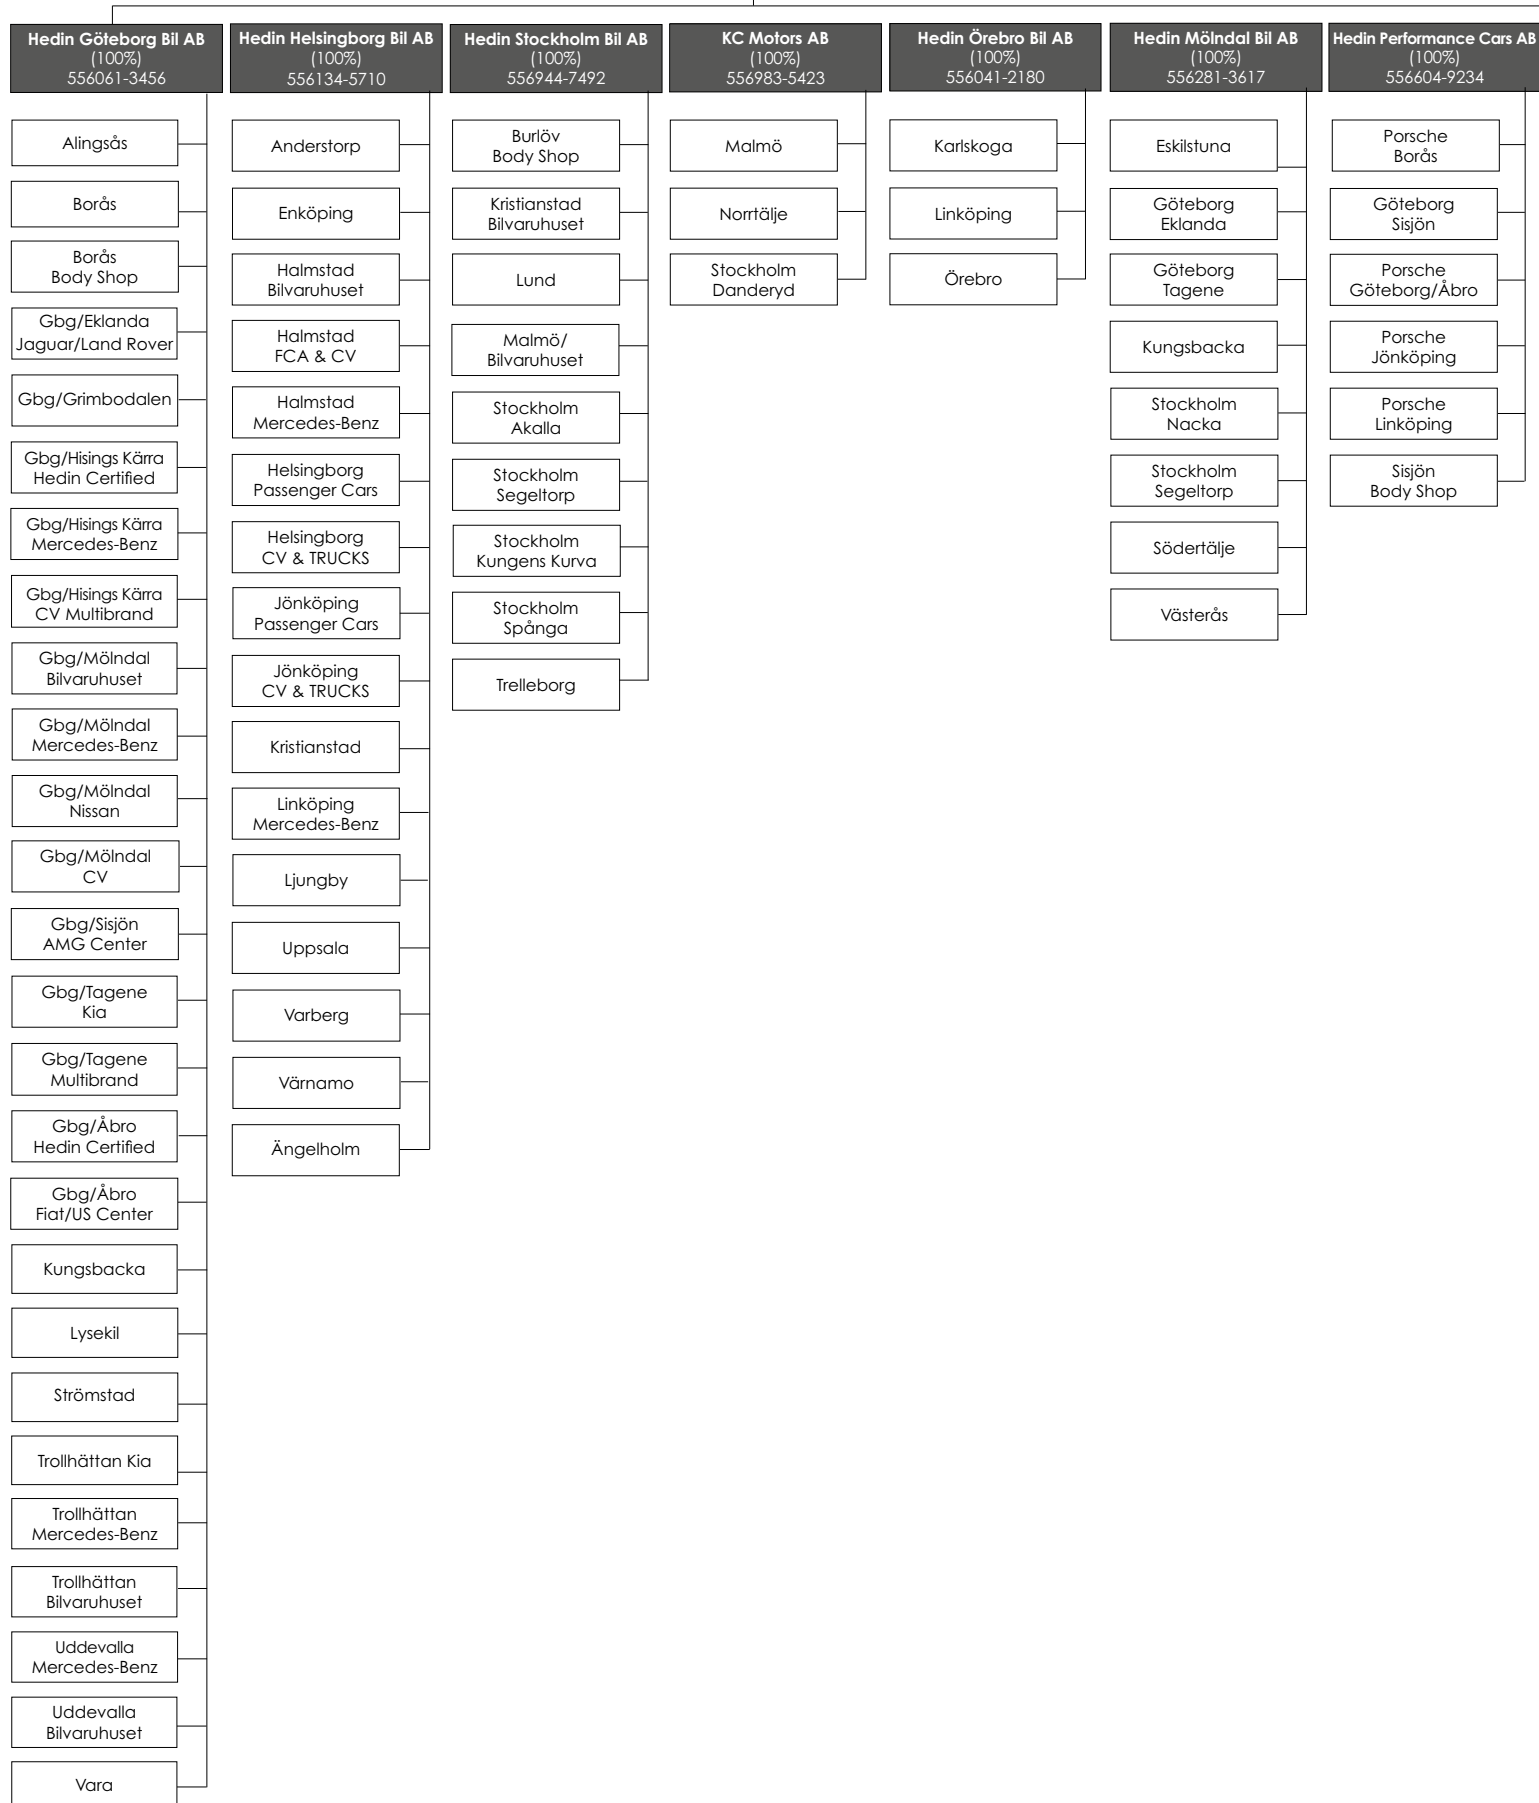 Hedin Göteborg Bil AB
(100%)
556061-3456
Alingsås
Borås
Borås
Body Shop
Gbg/Eklanda
Jaguar/Land Rover
Gbg/Grimbodalen
Gbg/Hisings Kärra
Hedin Certified
Gbg/Hisings Kärra
Mercedes-Benz
Gbg/Hisings Kärra
CV Multibrand
Gbg/Mölndal
Bilvaruhuset
Gbg/Mölndal
Mercedes-Benz
Gbg/Mölndal
Nissan
Gbg/Mölndal
CV
Gbg/Sisjön
AMG Center
Gbg/Tagene
Kia
Gbg/Tagene
Multibrand
Gbg/Åbro
Hedin Certified
Gbg/Åbro
Fiat/US Center
Kungsbacka
Lysekil
Strömstad
Trollhättan Kia
Trollhättan
Mercedes-Benz
Trollhättan
Bilvaruhuset
Uddevalla
Mercedes-Benz
Uddevalla
Bilvaruhuset
Vara
Hedin Helsingborg Bil AB
(100%)
556134-5710
Anderstorp
Enköping
Halmstad
Bilvaruhuset
Halmstad
FCA & CV
Halmstad
Mercedes-Benz
Helsingborg
Passenger Cars
Helsingborg
CV & TRUCKS
Jönköping
Passenger Cars
Jönköping
CV & TRUCKS
Kristianstad
Linköping
Mercedes-Benz
Ljungby
Uppsala
Varberg
Värnamo
Ängelholm
Hedin Stockholm Bil AB
(100%)
556944-7492
Burlöv
Body Shop
Kristianstad
Bilvaruhuset
Lund
Malmö/
Bilvaruhuset
Stockholm
Akalla
Stockholm
Segeltorp
Stockholm
Kungens Kurva
Stockholm
Spånga
Trelleborg
KC Motors AB
(100%)
556983-5423
Malmö
Norrtälje
Stockholm
Danderyd
Hedin Örebro Bil AB
(100%)
556041-2180
Karlskoga
Linköping
Örebro
Hedin Mölndal Bil AB
(100%)
556281-3617
Eskilstuna
Göteborg
Eklanda
Göteborg
Tagene
Kungsbacka
Stockholm
Nacka
Stockholm
Segeltorp
Södertälje
Västerås
Hedin Performance Cars AB
(100%)
556604-9234
Porsche
Borås
Göteborg
Sisjön
Porsche
Göteborg/Åbro
Porsche
Jönköping
Porsche
Linköping
Sisjön
Body Shop